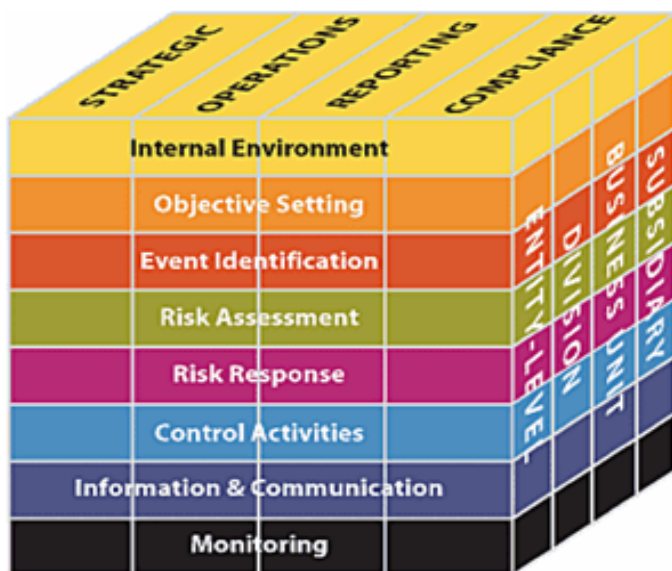 STRATEGIC
OPERATIONS
REPORTING
COMPLIANCE
Internal Environment
Objective Setting
Event Identification
Risk Assessment
Risk Response
Control Activities
Information & Communication
Monitoring
ENTITY-LEVEL
DIVISION
BUSINESS UNIT
SUBSIDIARY